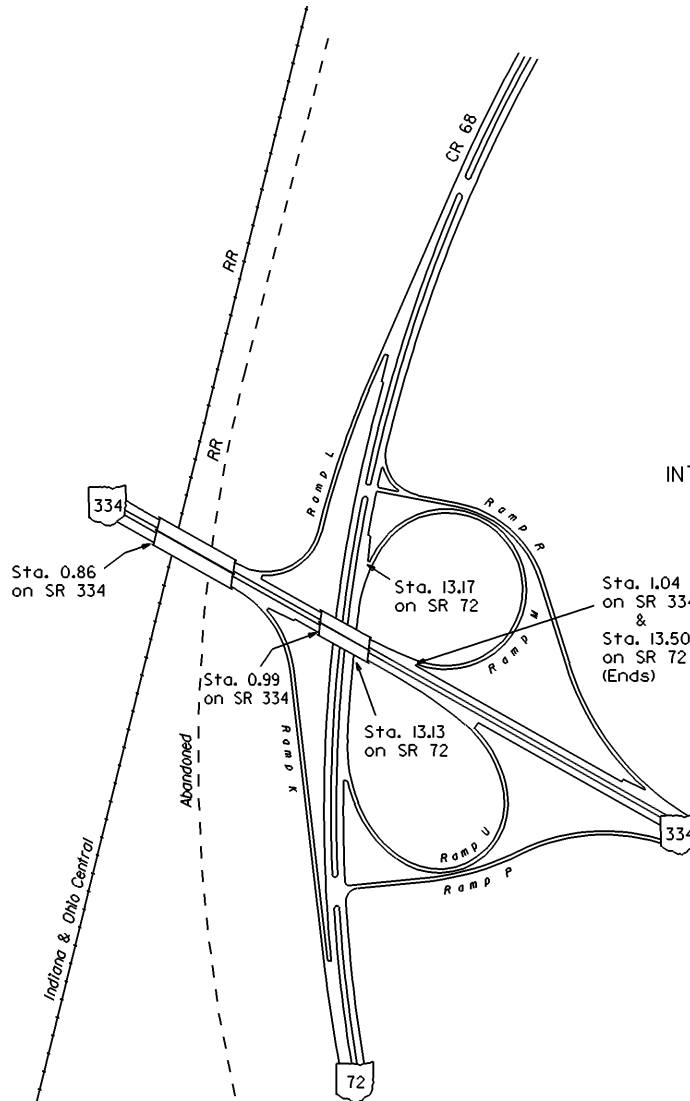 CR 68
RR
RR
Ramp L
INT
334
Ramp R
Sta. 0.86
on SR 334
Sta. 13.17
on SR 72
Sta. 1.04
on SR 334
&
Sta. 13.50
on SR 72
(Ends)
Ramp M
Sta. 0.99
on SR 334
Sta. 13.13
on SR 72
Ramp K
Abandoned
334
Ramp U
Ramp P
Indiana & Ohio Central
72